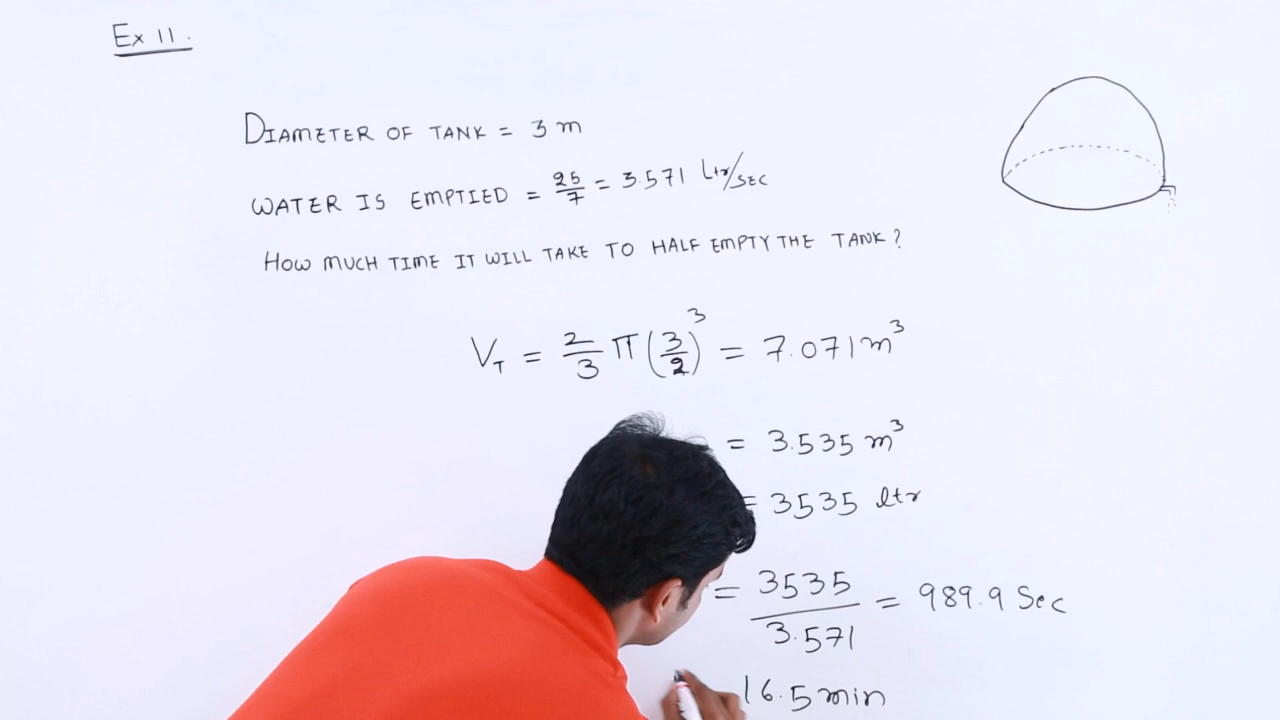 Ex 11.
DIAMETER OF TANK = 3 m
WATER IS EMPTIED = 25/7 = 3.571 Ltr/SEC
HOW MUCH TIME IT WILL TAKE TO HALF EMPTY THE TANK?
V_T = 2/3 π (3/2)³ = 7.071 m³
= 3.535 m³
= 3535 ltr
= 3535/3.571 = 989.9 Sec
16.5 min